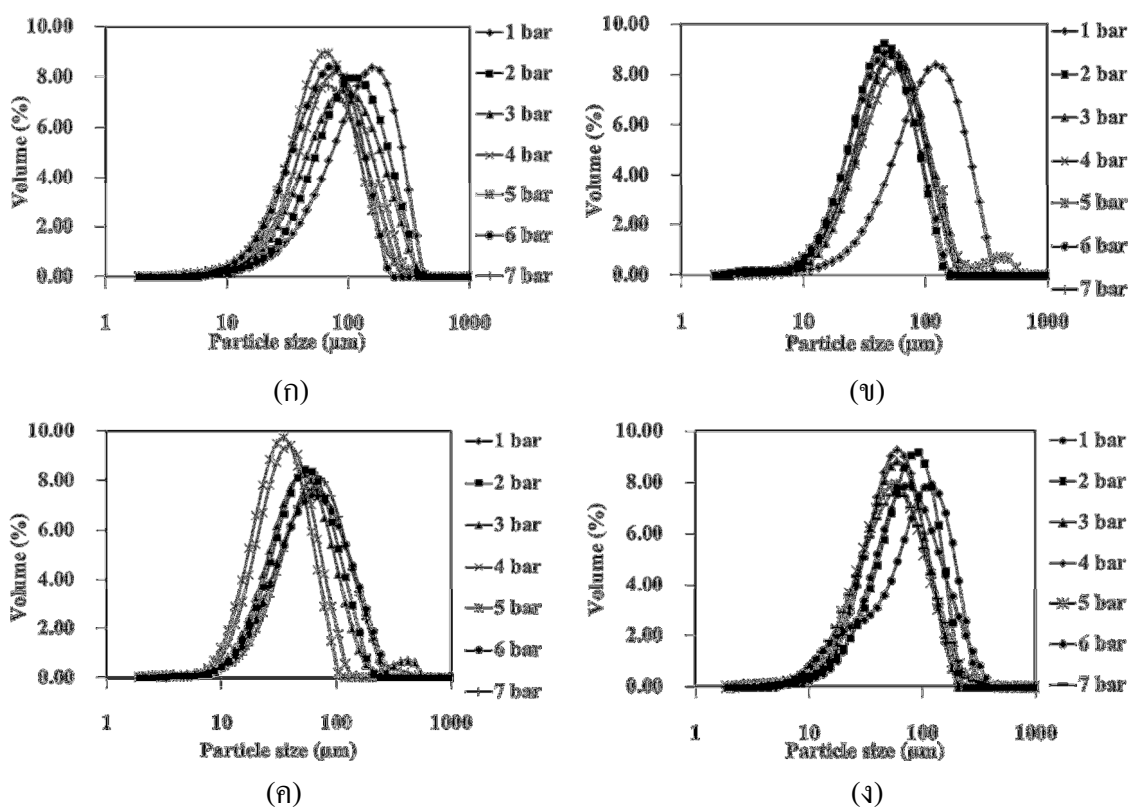 10.00
8.00
6.00
4.00
2.00
0.00
Volume (%)
1
10
100
1000
Particle size (µm)
1 bar
2 bar
3 bar
4 bar
5 bar
6 bar
7 bar
(ก)
10.00
8.00
6.00
4.00
2.00
0.00
Volume (%)
1
10
100
1000
Particle size (µm)
1 bar
2 bar
3 bar
4 bar
5 bar
6 bar
7 bar
(ข)
10.00
8.00
6.00
4.00
2.00
0.00
Volume (%)
1
10
100
1000
Particle size (µm)
1 bar
2 bar
3 bar
4 bar
5 bar
6 bar
7 bar
(ค)
10.00
8.00
6.00
4.00
2.00
0.00
Volume (%)
1
10
100
1000
Particle size (µm)
1 bar
2 bar
3 bar
4 bar
5 bar
6 bar
7 bar
(ง)